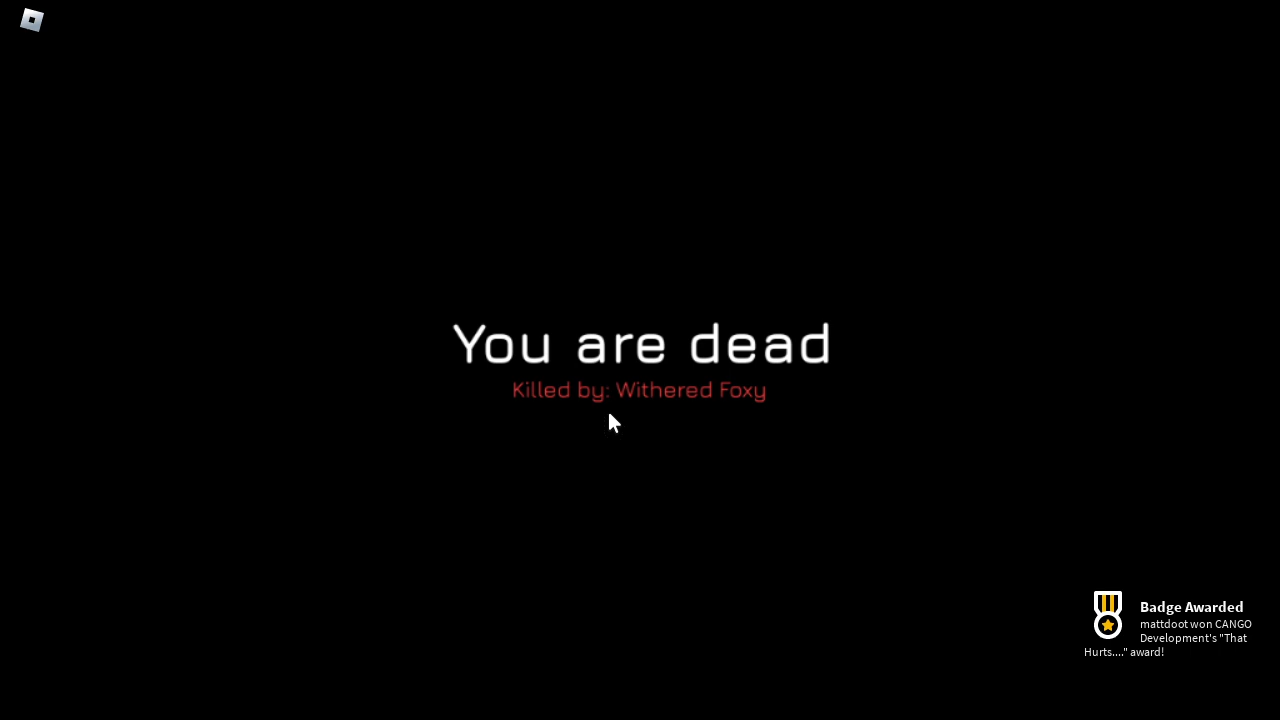 You are dead
Killed by: Withered Foxy
Badge Awarded
mattdoot won CANGO
Development's "That
Hurts...." award!